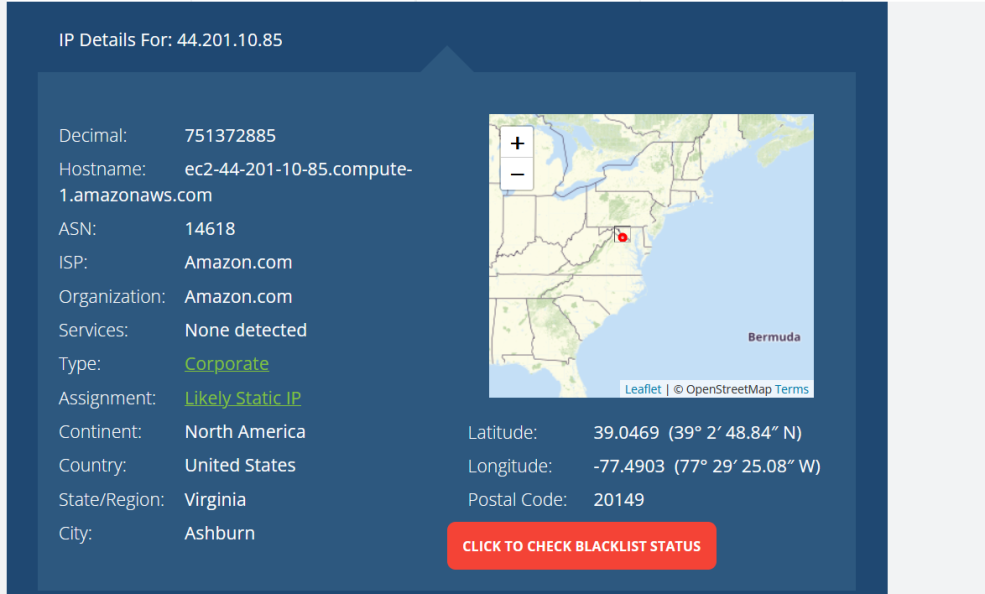 IP Details For: 44.201.10.85
Decimal: 751372885
Hostname: ec2-44-201-10-85.compute-
1.amazonaws.com
ASN: 14618
ISP: Amazon.com
Organization: Amazon.com
Services: None detected
Type: Corporate
Assignment: Likely Static IP
Continent: North America
Country: United States
State/Region: Virginia
City: Ashburn
+
−
Bermuda
Leaflet | © OpenStreetMap Terms
Latitude: 39.0469 (39° 2′ 48.84″ N)
Longitude: -77.4903 (77° 29′ 25.08″ W)
Postal Code: 20149
CLICK TO CHECK BLACKLIST STATUS